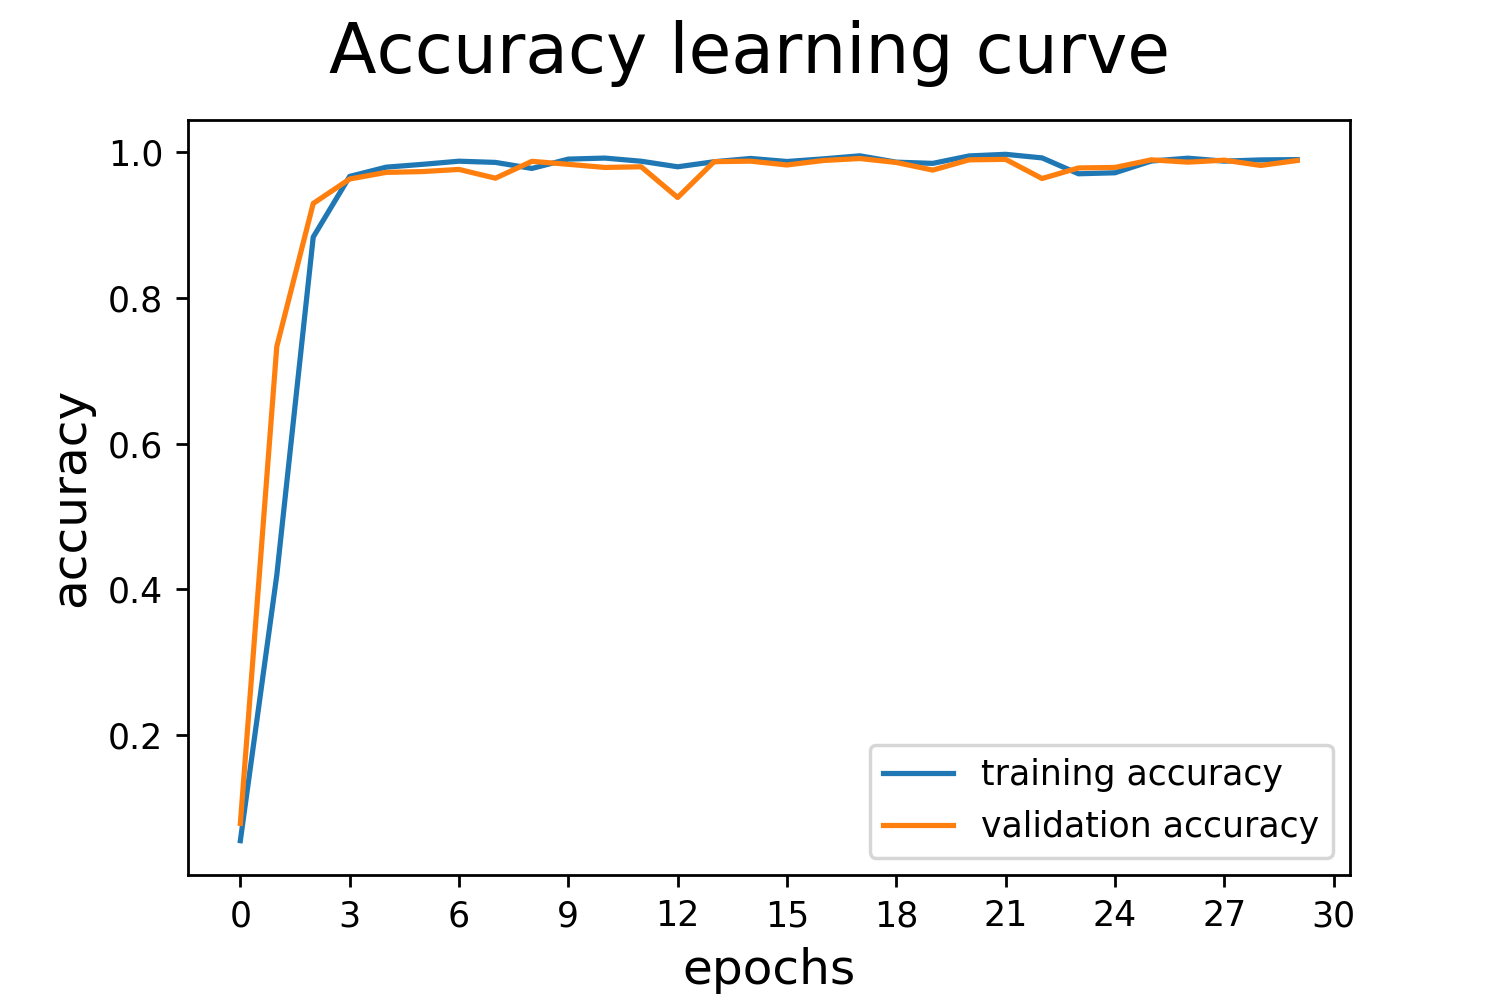 Accuracy learning curve
1.0
0.8
0.6
0.4
0.2
accuracy
training accuracy
validation accuracy
0 3 6 9 12 15 18 21 24 27 30
epochs